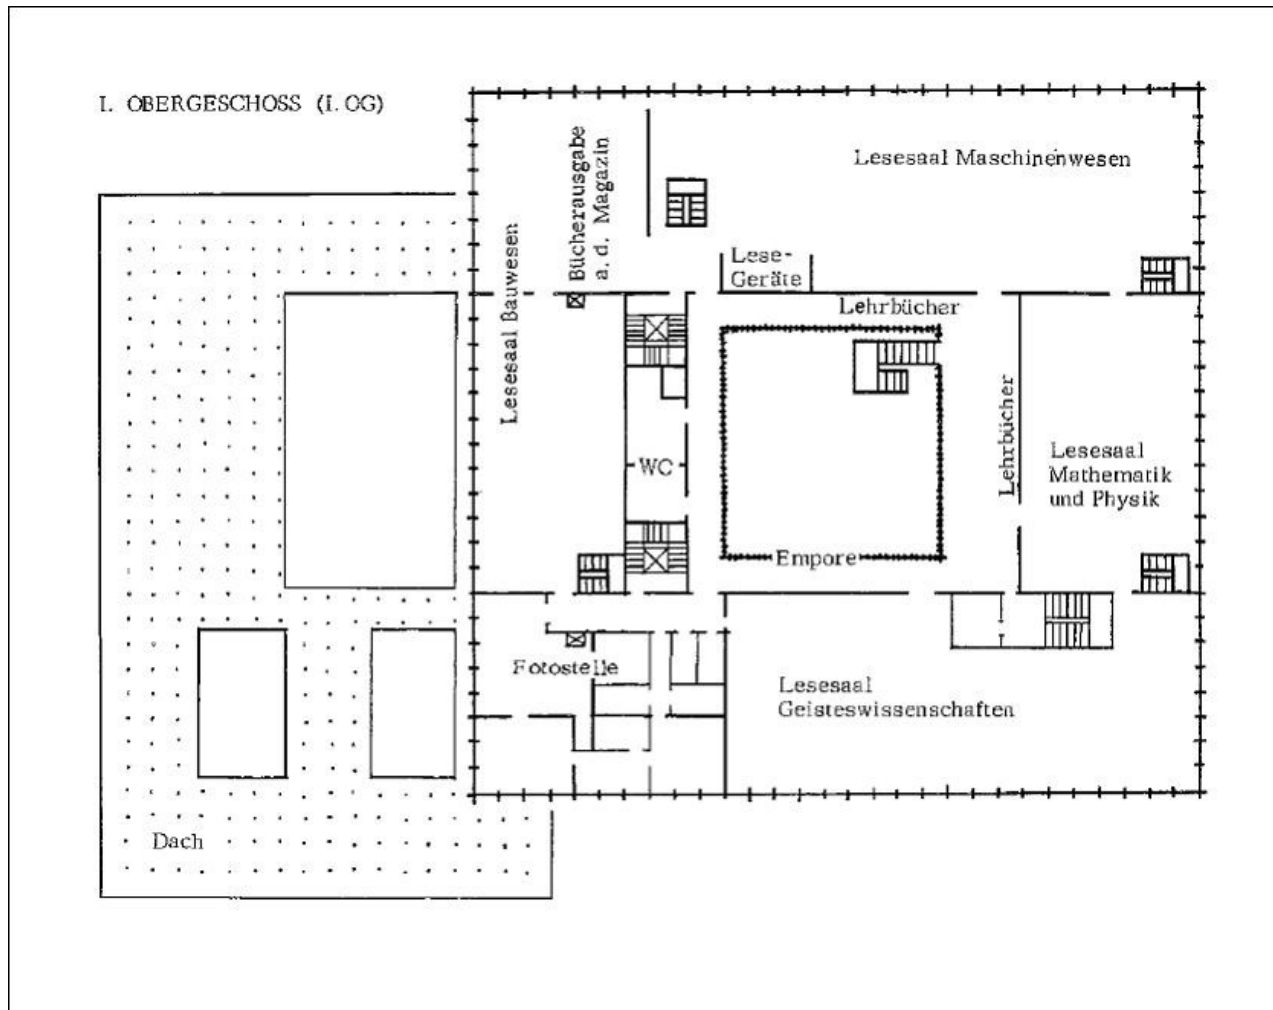 I. OBERGESCHOSS (I. OG)
Bücherausgabe
a. d. Magazin
Lesesaal Maschinenwesen
Lesesaal Bauwesen
Lese-
Geräte
Lehrbücher
Lehrbücher
WC
Lesesaal
Mathematik
und Physik
Empore
Fotostelle
Lesesaal
Geisteswissenschaften
Dach